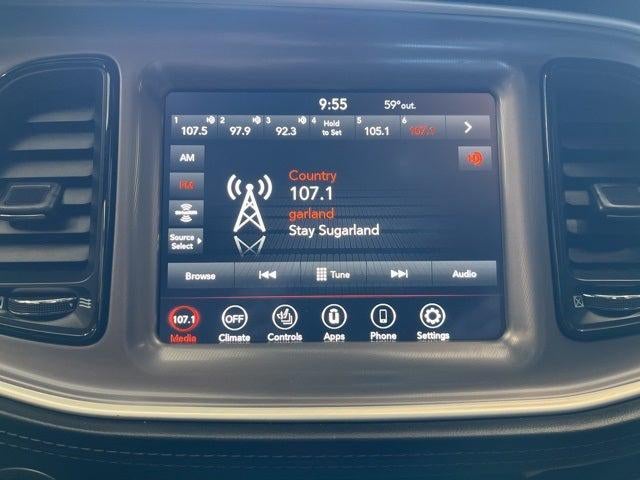 9:55 59° out.
1 2 3 4 Hold to Set 5 6
107.5 97.9 92.3 105.1 107.1
AM
FM
SiriusXM
Source Select
HD
Country
107.1
garland
Stay Sugarland
Browse Tune Audio
107.1 OFF
Media Climate Controls Apps Phone Settings